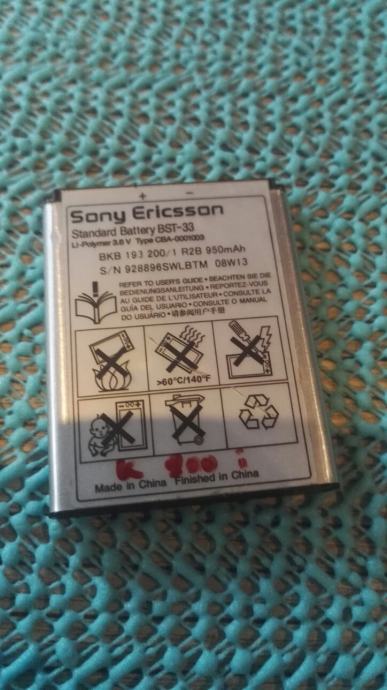 + −
Sony Ericsson
Standard Battery BST-33
Li-Polymer 3.6 V Type CBA-0001003
BKB 193 200/1 R2B 950mAh
S/N 928896SWLBTM 08W13
REFER TO USER'S GUIDE • BEACHTEN SIE DIE
BEDIENUNGSANLEITUNG • REPORTEZ-VOUS
AU GUIDE DE L'UTILISATEUR • CONSULTE LA
GUÍA DEL USUARIO • CONSULTE O MANUAL
DO USUÁRIO • 请参阅用户手册
>60°C/140°F
K 800 i
Made in China Finished in China